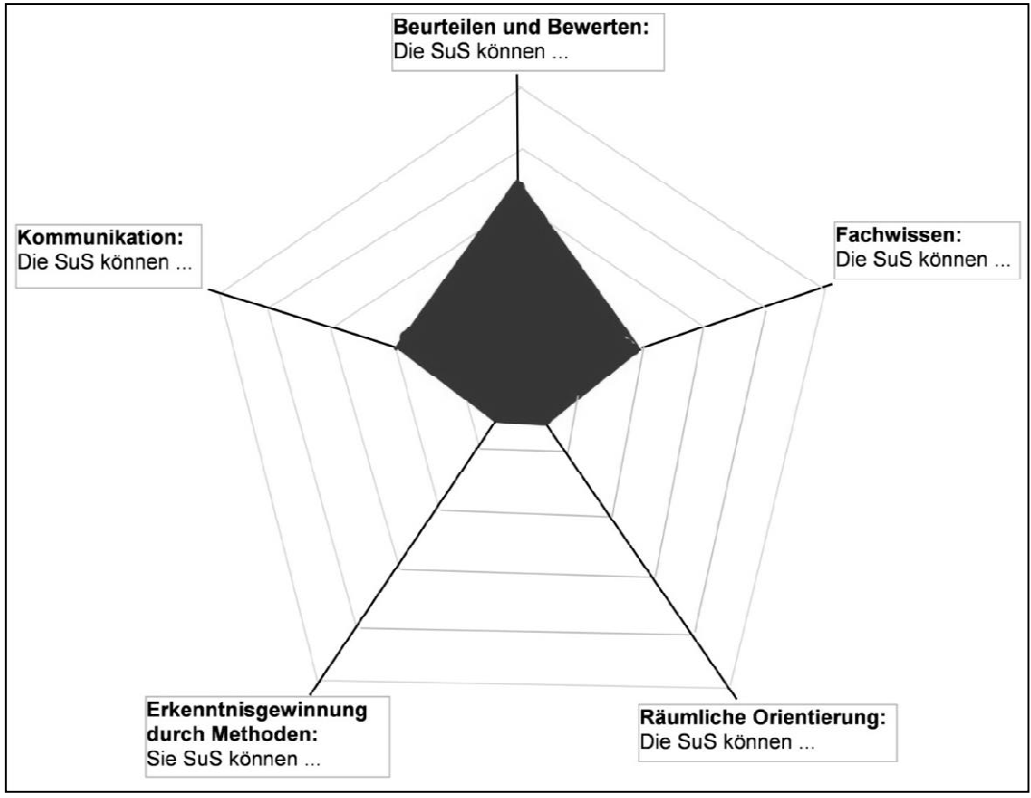 Beurteilen und Bewerten:
Die SuS können ...
Kommunikation:
Die SuS können ...
Fachwissen:
Die SuS können ...
Erkenntnisgewinnung
durch Methoden:
Sie SuS können ...
Räumliche Orientierung:
Die SuS können ...